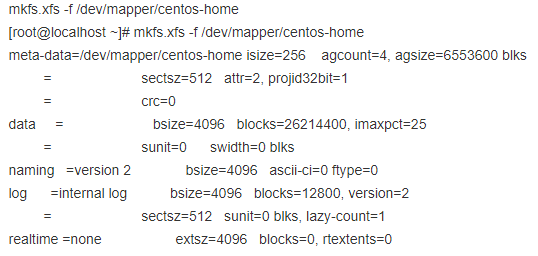 mkfs.xfs -f /dev/mapper/centos-home
[root@localhost ~]# mkfs.xfs -f /dev/mapper/centos-home
meta-data=/dev/mapper/centos-home isize=256 agcount=4, agsize=6553600 blks
= sectsz=512 attr=2, projid32bit=1
= crc=0
data = bsize=4096 blocks=26214400, imaxpct=25
= sunit=0 swidth=0 blks
naming =version 2 bsize=4096 ascii-ci=0 ftype=0
log =internal log bsize=4096 blocks=12800, version=2
= sectsz=512 sunit=0 blks, lazy-count=1
realtime =none extsz=4096 blocks=0, rtextents=0